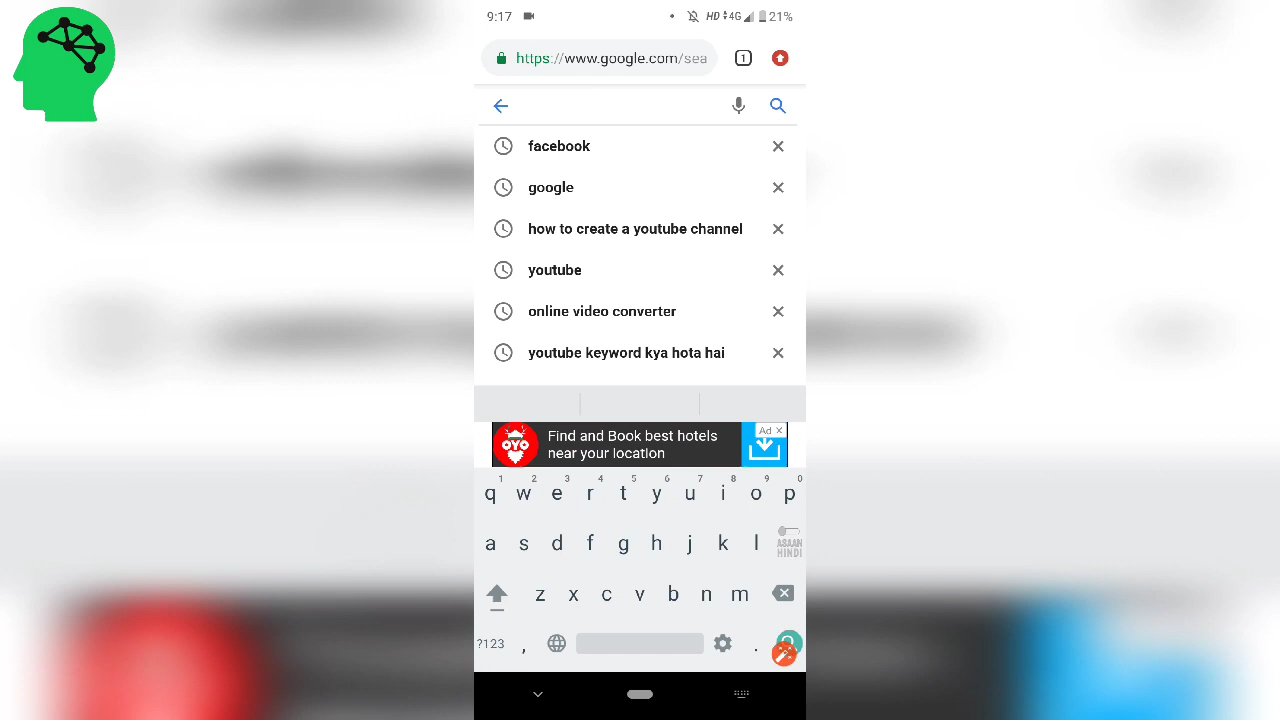 9:17 HD 4G 21%
https://www.google.com/sea 1
facebook
google
how to create a youtube channel
youtube
online video converter
youtube keyword kya hota hai
OYO Find and Book best hotels near your location Ad
1 2 3 4 5 6 7 8 9 0
q w e r t y u i o p
a s d f g h j k l ASAAN HINDI
z x c v b n m
?123 , .